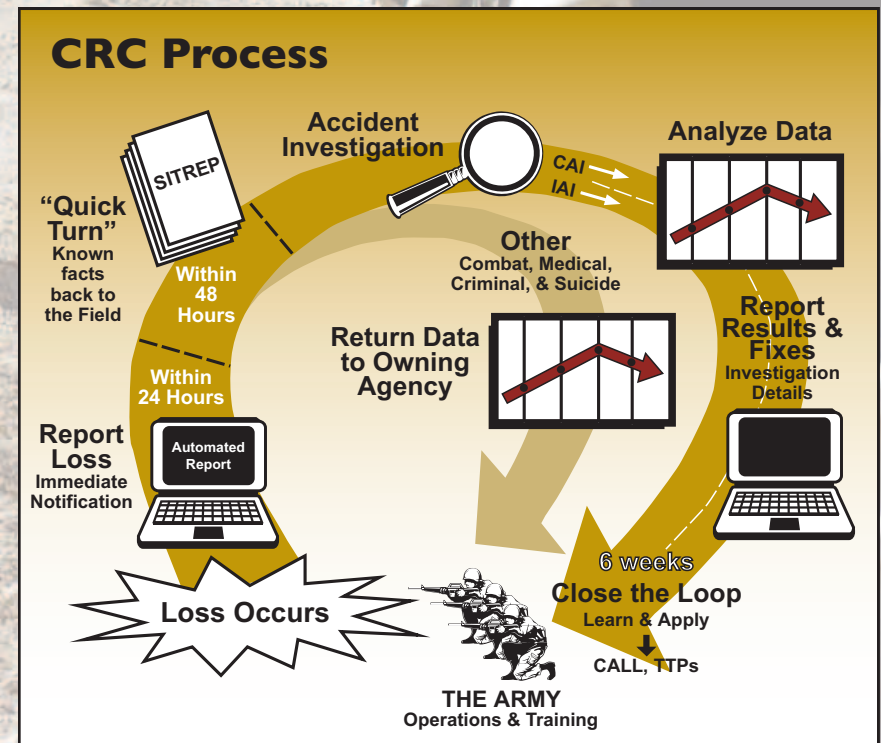 CRC Process
Loss Occurs
Report
Loss
Immediate
Notification
Automated
Report
Within
24 Hours
"Quick
Turn"
Known
facts
back to
the Field
SITREP
Within
48
Hours
Accident
Investigation
CAI
IAI
Analyze Data
Other
Combat, Medical,
Criminal, & Suicide
Return Data
to Owning
Agency
Report
Results &
Fixes
Investigation
Details
6 weeks
Close the Loop
Learn & Apply
CALL, TTPs
THE ARMY
Operations & Training